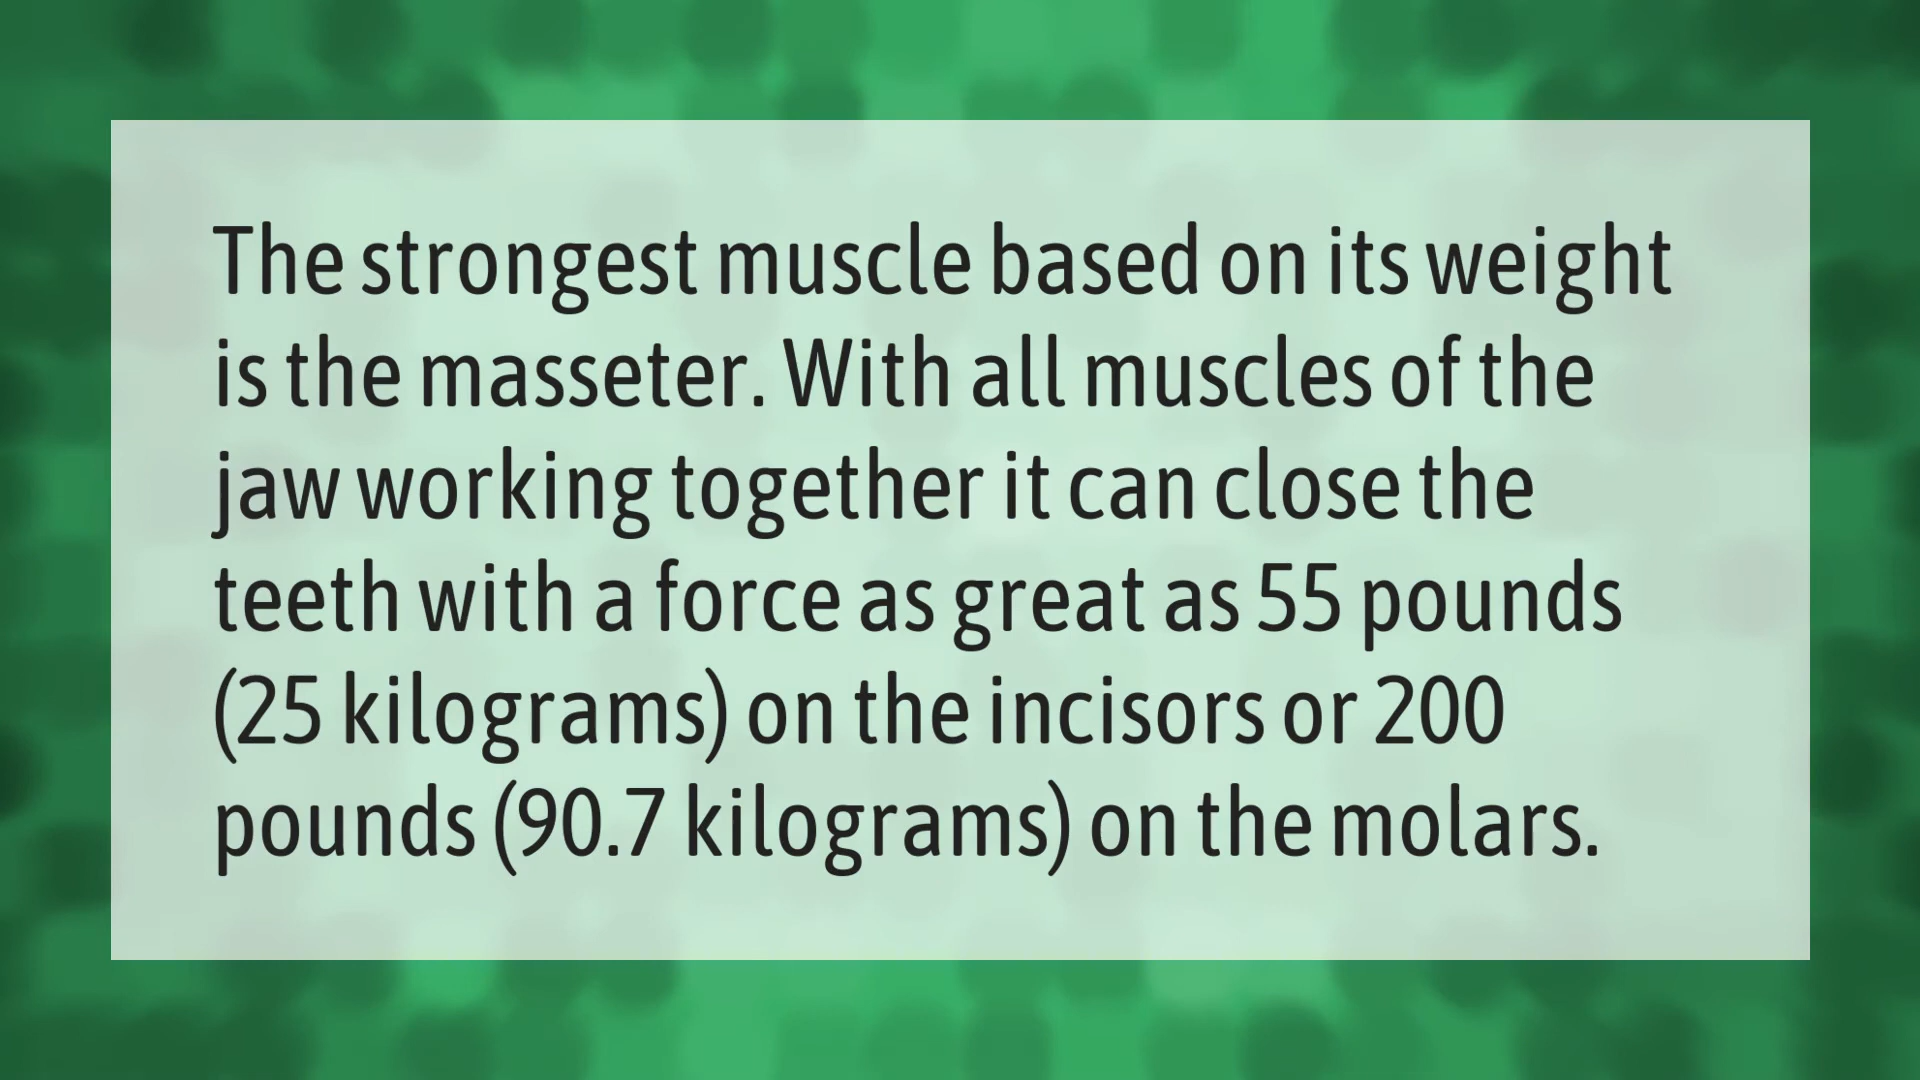 The strongest muscle based on its weight
is the masseter. With all muscles of the
jaw working together it can close the
teeth with a force as great as 55 pounds
(25 kilograms) on the incisors or 200
pounds (90.7 kilograms) on the molars.